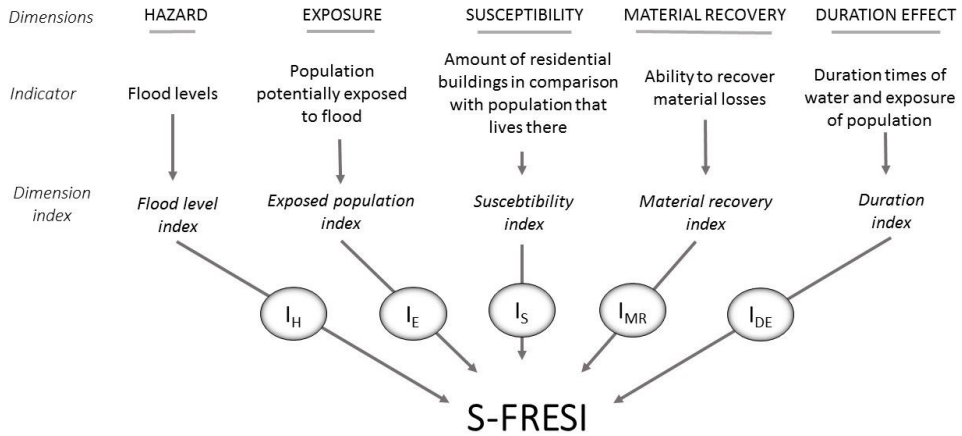 Dimensions
HAZARD
EXPOSURE
SUSCEPTIBILITY
MATERIAL RECOVERY
DURATION EFFECT
Indicator
Flood levels
Population
potentially exposed
to flood
Amount of residential
buildings in comparison
with population that
lives there
Ability to recover
material losses
Duration times of
water and exposure
of population
Dimension
index
Flood level
index
Exposed population
index
Suscebtibility
index
Material recovery
index
Duration
index
IH
IE
IS
IMR
IDE
S-FRESI